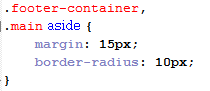 .footer-container,
.main aside {
    margin: 15px;
    border-radius: 10px;
}